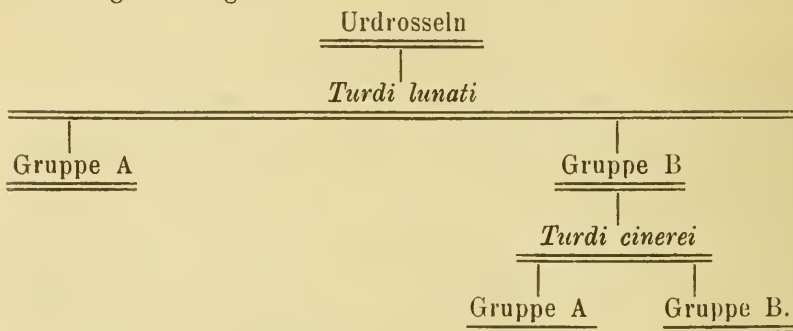 Urdrosseln
Turdi lunati
Gruppe A Gruppe B
Turdi cinerei
Gruppe A Gruppe B.